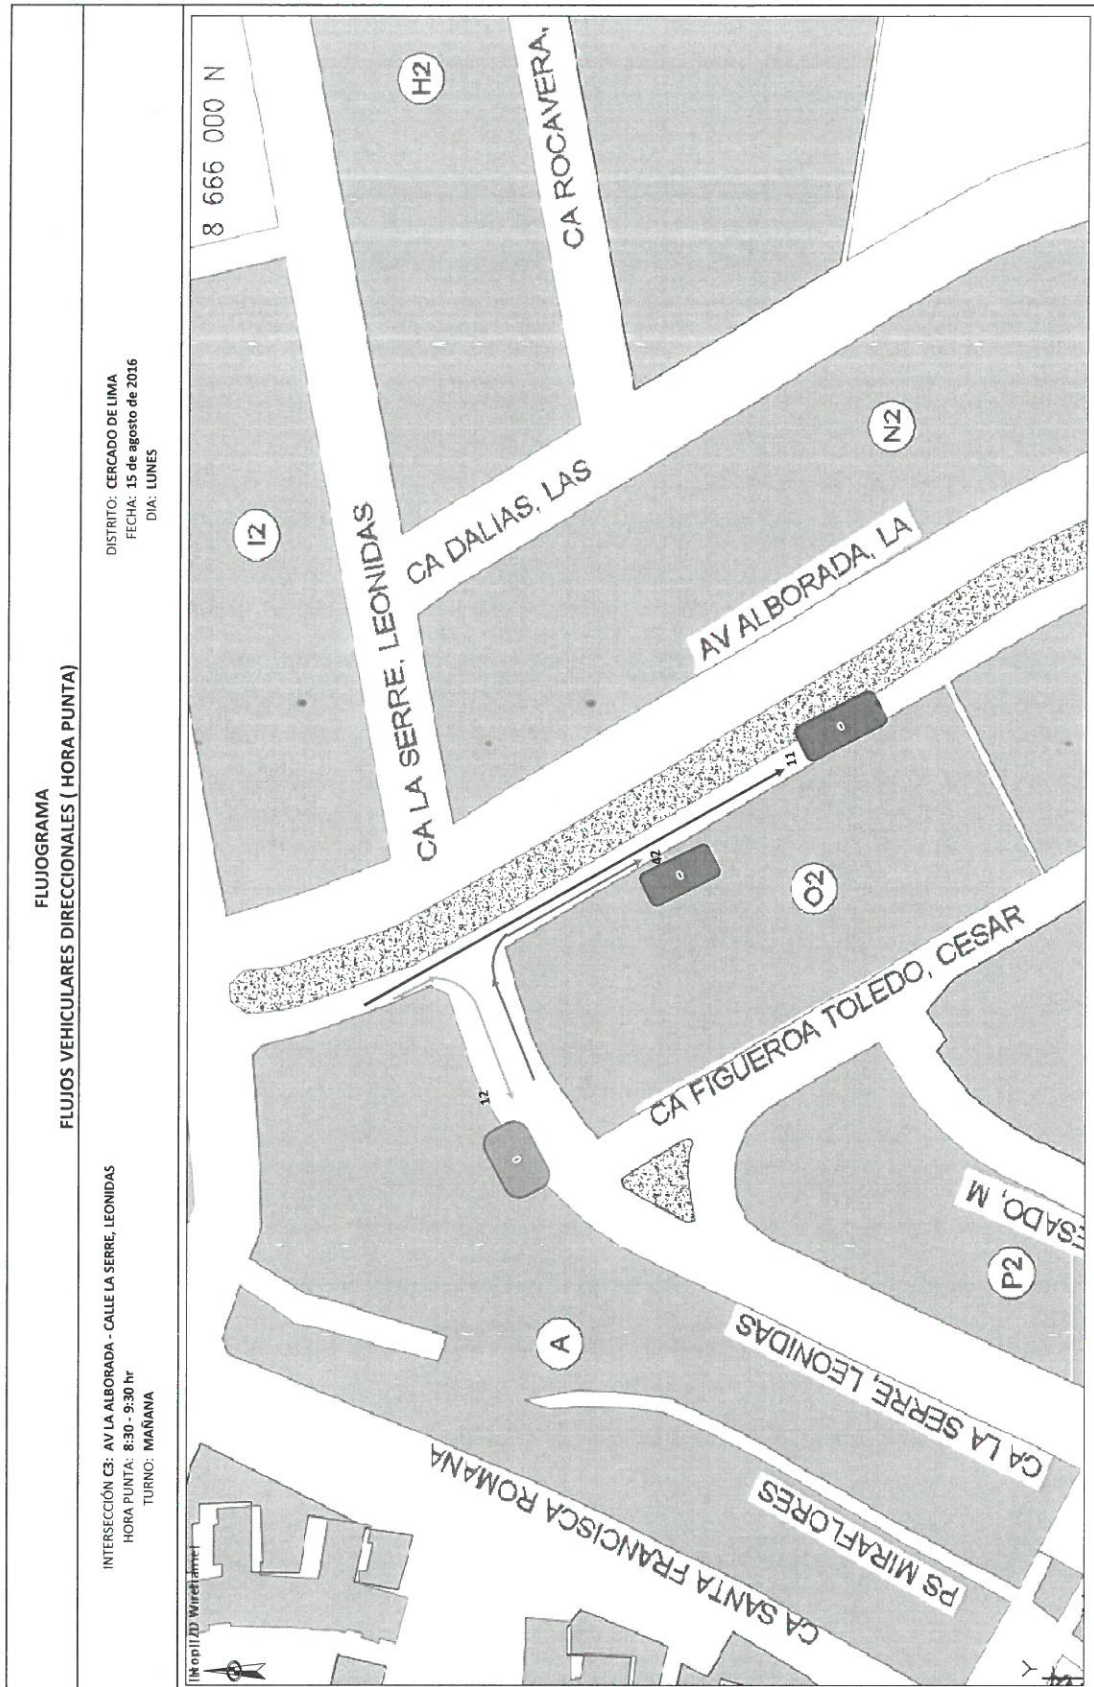 FLUJOGRAMA
FLUJOS VEHICULARES DIRECCIONALES ( HORA PUNTA)
INTERSECCIÓN C3: AV LA ALBORADA - CALLE LA SERRE, LEONIDAS
HORA PUNTA: 8:30 - 9:30 hr
TURNO: MAÑANA
DISTRITO: CERCADO DE LIMA
FECHA: 15 de agosto de 2016
DIA: LUNES
8 666 000 N
I2
H2
CA ROCAVERA,
CA LA SERRE, LEONIDAS
CA DALIAS, LAS
N2
AV ALBORADA, LA
12
0
42
0
11
0
O2
CA FIGUEROA TOLEDO, CESAR
A
CA LA SERRE, LEONIDAS
P2
ESADO, M
PS MIRAFLORES
CA SANTA FRANCISCA ROMANA